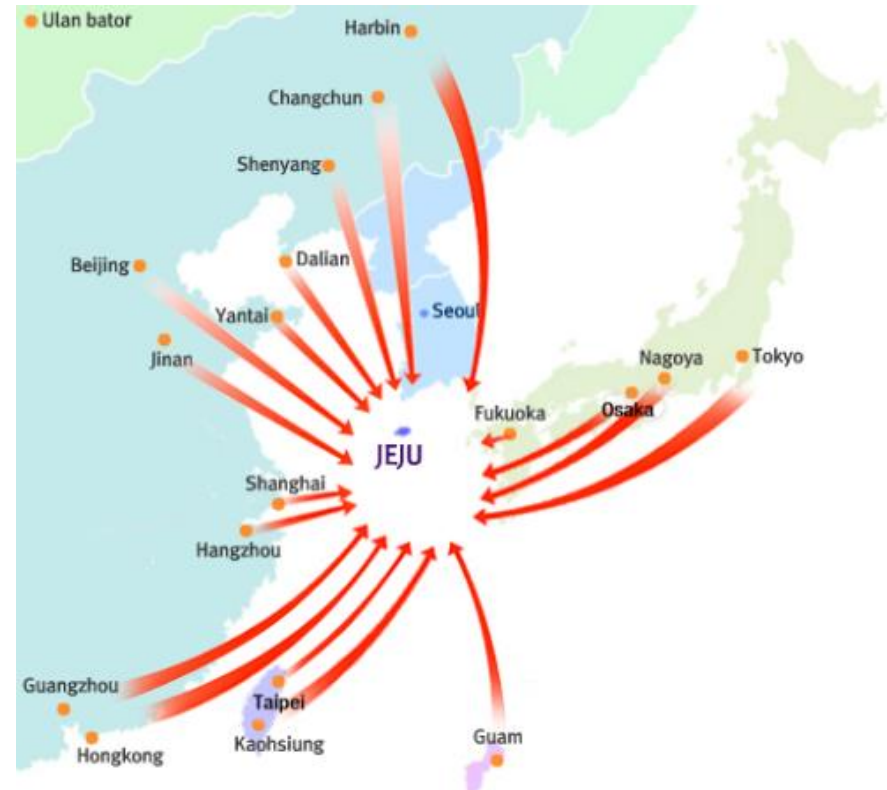 Ulan bator
Harbin
Changchun
Shenyang
Beijing
Dalian
Yantai
Seoul
Jinan
Nagoya
Tokyo
Fukuoka
Osaka
JEJU
Shanghai
Hangzhou
Guangzhou
Taipei
Hongkong
Kaohsiung
Guam